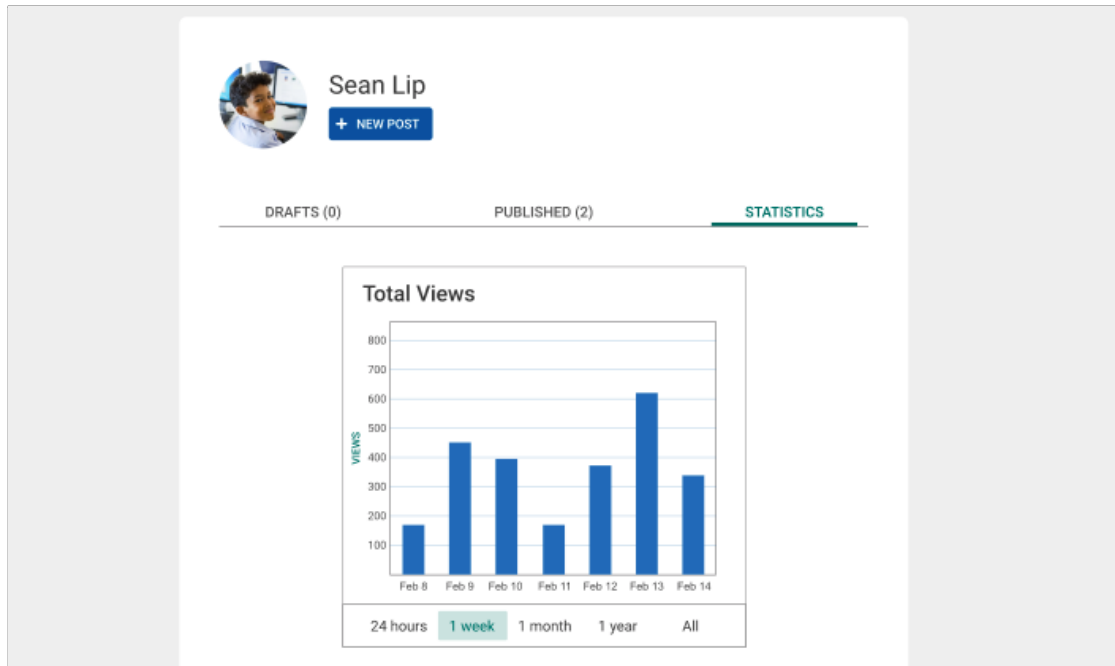 Sean Lip
+ NEW POST
DRAFTS (0) PUBLISHED (2) STATISTICS
Total Views
800
700
600
500
400
300
200
100
VIEWS
Feb 8 Feb 9 Feb 10 Feb 11 Feb 12 Feb 13 Feb 14
24 hours 1 week 1 month 1 year All